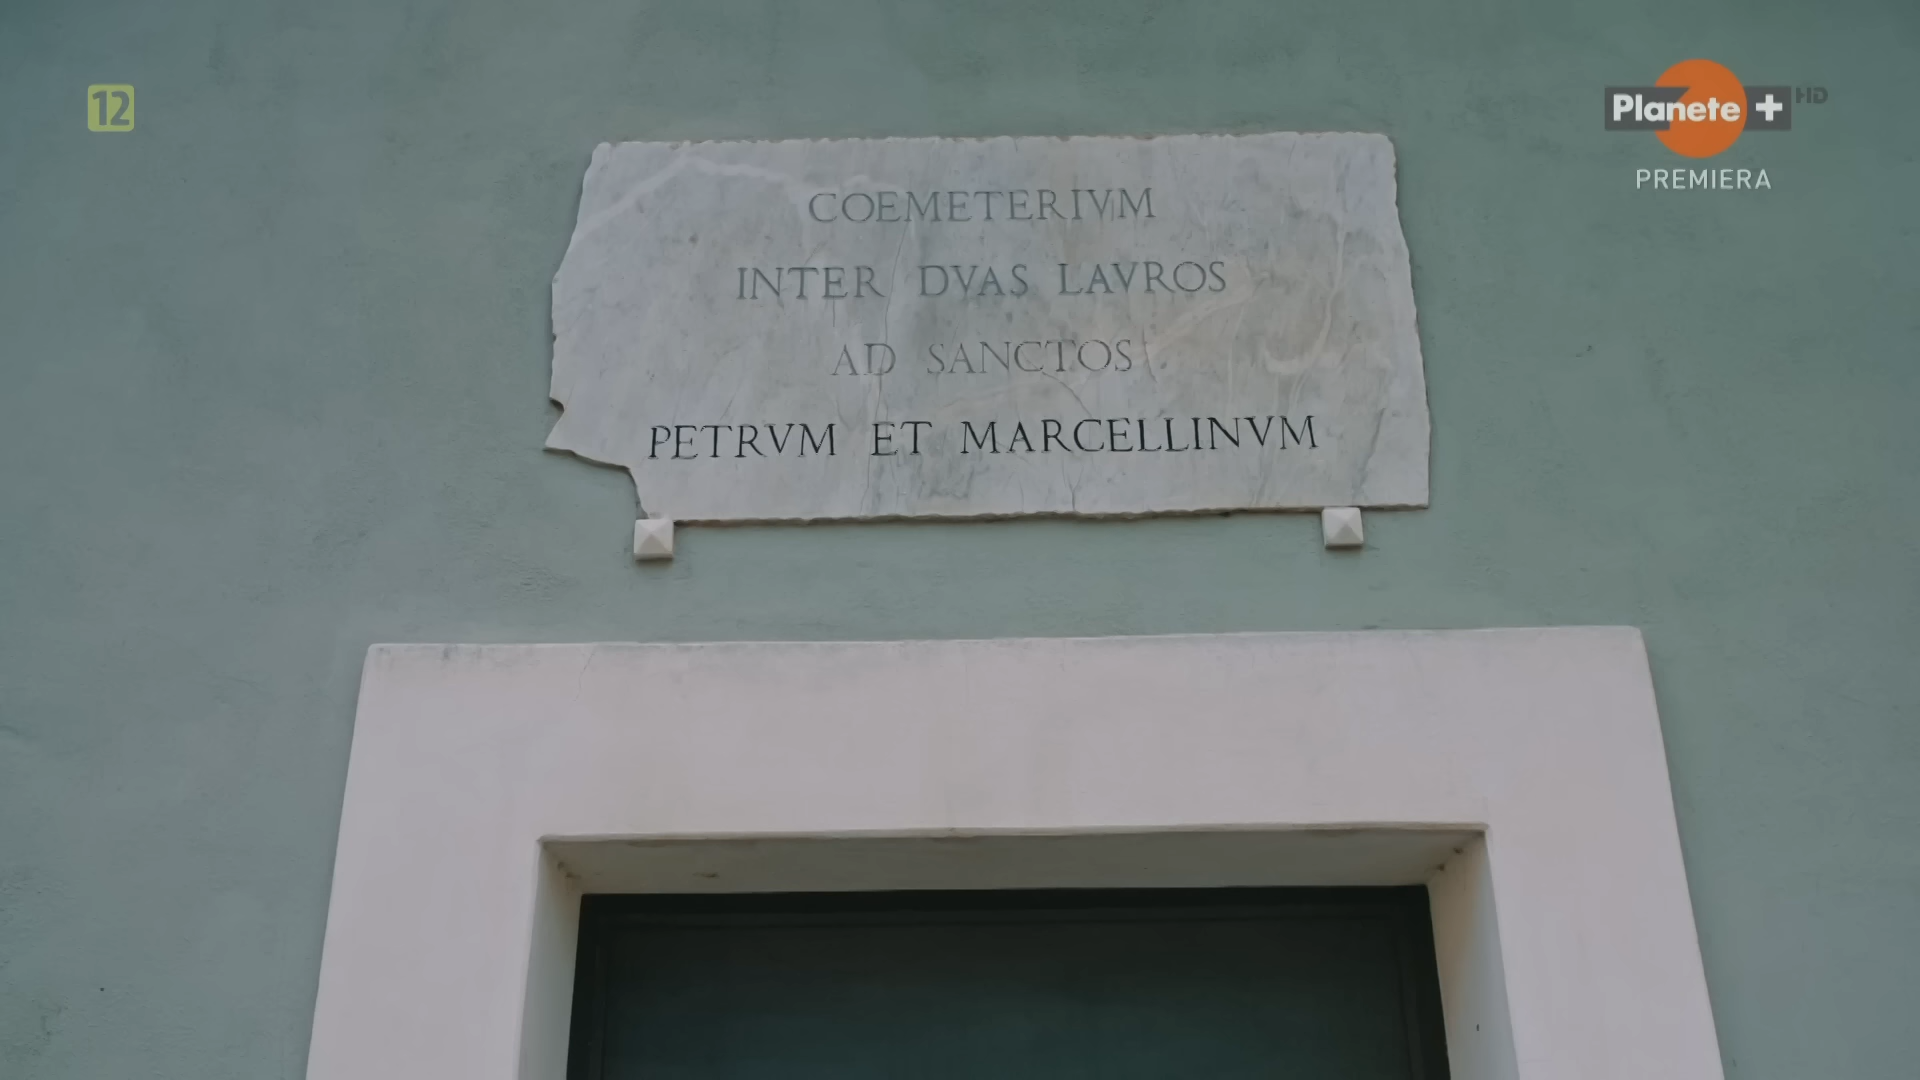 12
Planete + HD
PREMIERA
COEMETERIVM
INTER DVAS LAVROS
AD SANCTOS
PETRVM ET MARCELLINVM